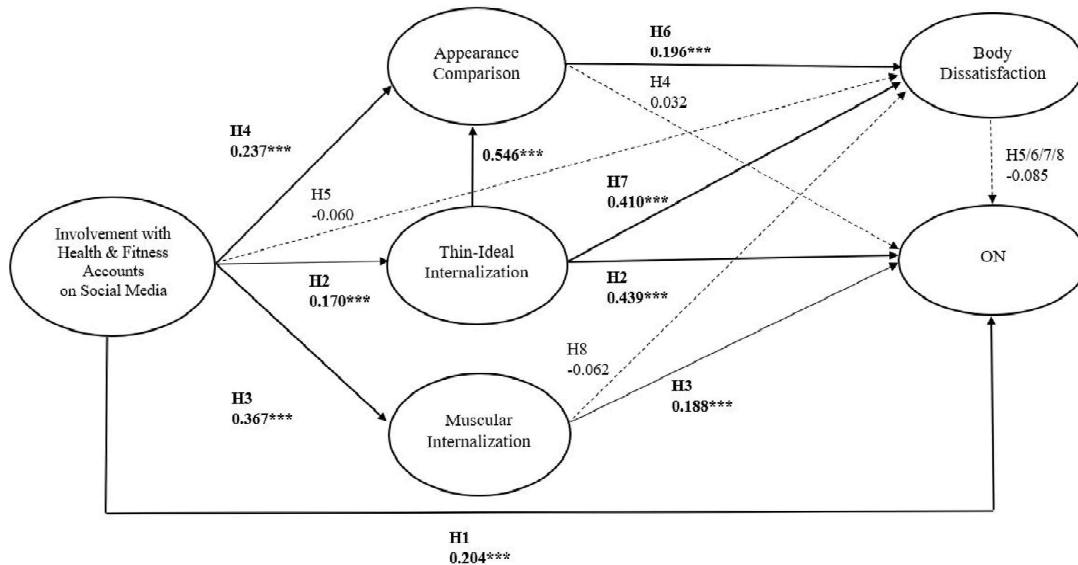 H6
0.196***
Appearance
Comparison
Body
Dissatisfaction
H4
0.032
H4
0.237***
0.546***
H5/6/7/8
-0.085
H5
-0.060
H7
0.410***
Involvement with
Health & Fitness
Accounts
on Social Media
Thin-Ideal
Internalization
ON
H2
0.170***
H2
0.439***
H8
-0.062
H3
0.367***
H3
0.188***
Muscular
Internalization
H1
0.204***